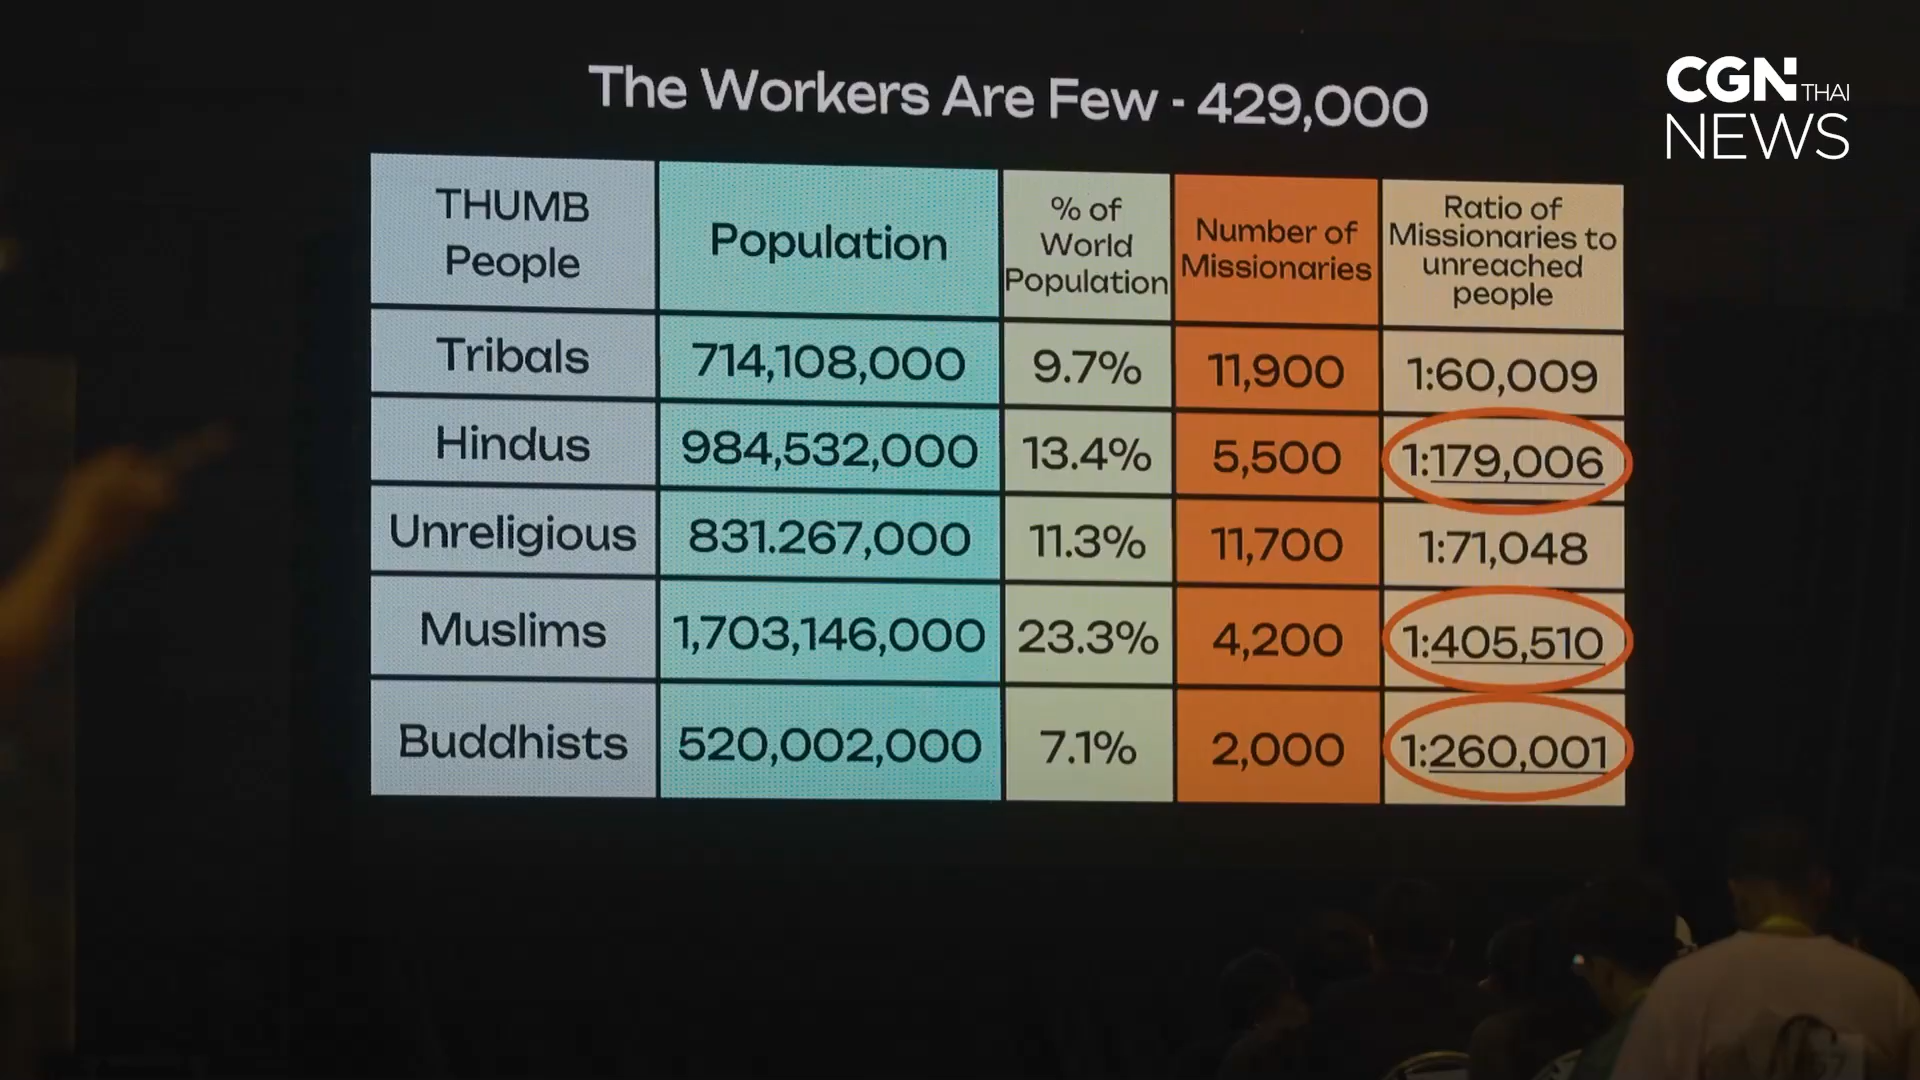 The Workers Are Few - 429,000
CGN THAI
NEWS
THUMB
People
Population
% of
World
Population
Number of
Missionaries
Ratio of
Missionaries to
unreached
people
Tribals 714,108,000 9.7% 11,900 1:60,009
Hindus 984,532,000 13.4% 5,500 1:179,006
Unreligious 831.267,000 11.3% 11,700 1:71,048
Muslims 1,703,146,000 23.3% 4,200 1:405,510
Buddhists 520,002,000 7.1% 2,000 1:260,001